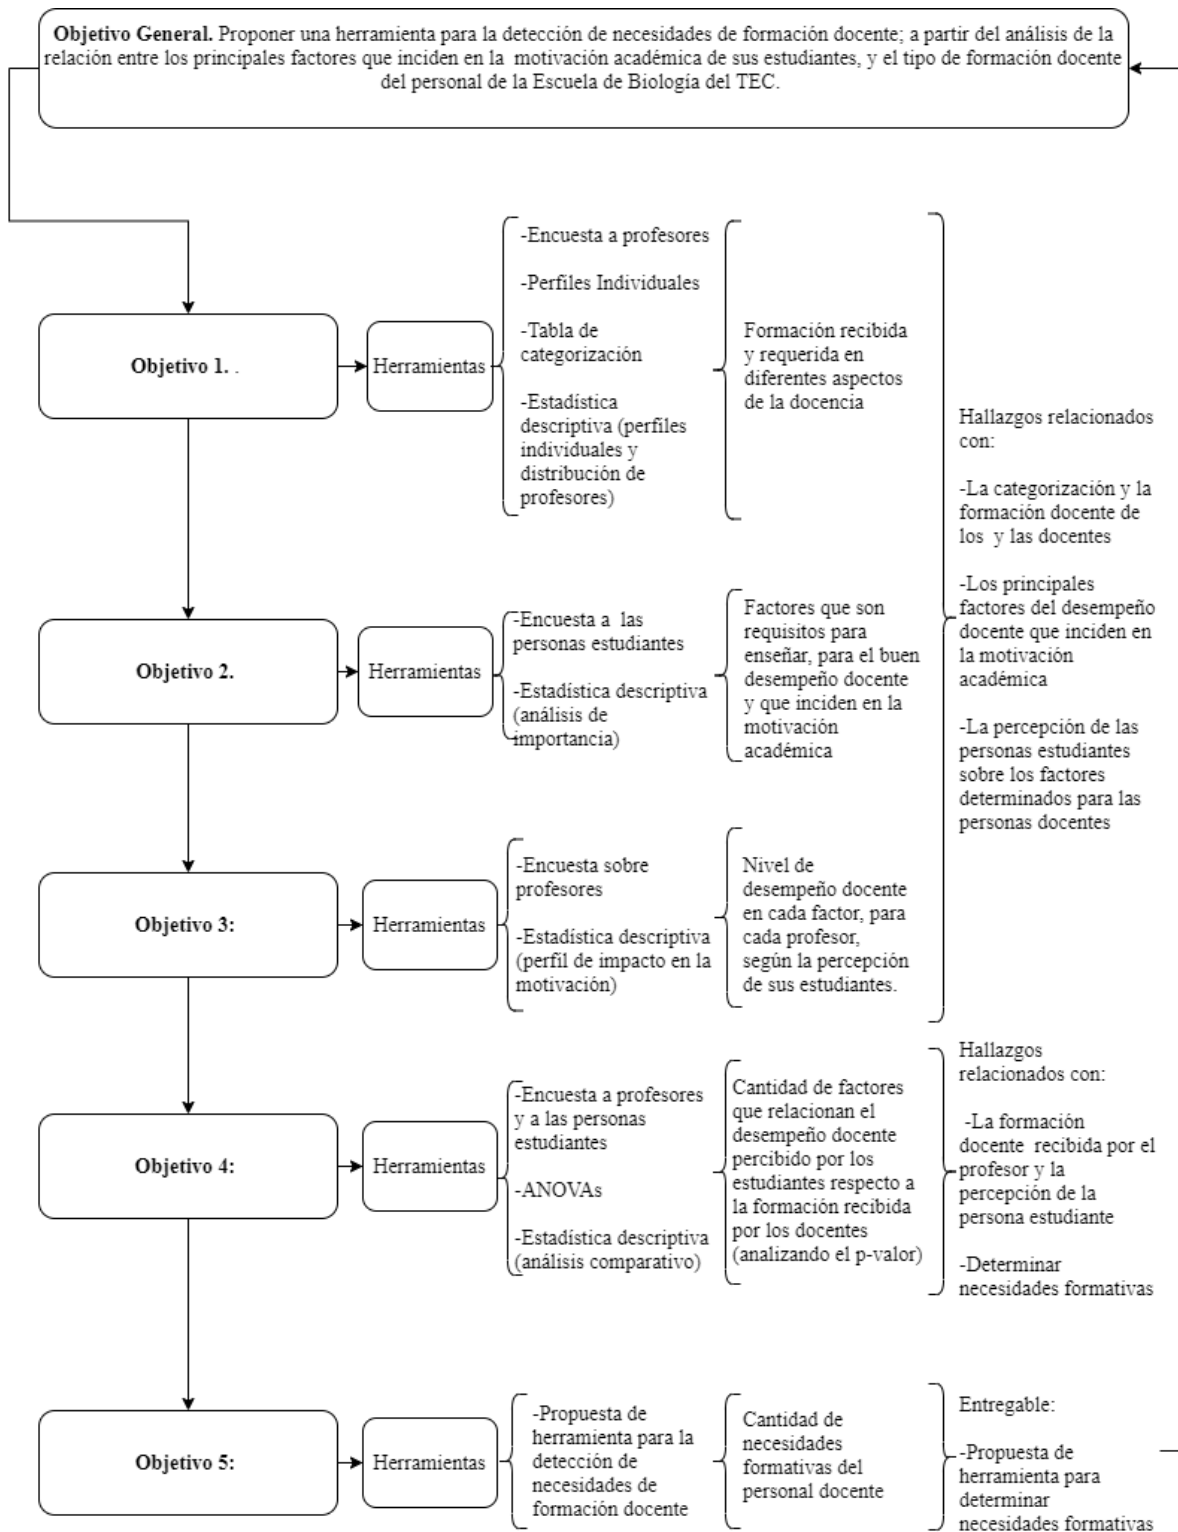 Objetivo General. Proponer una herramienta para la detección de necesidades de formación docente; a partir del análisis de la
relación entre los principales factores que inciden en la motivación académica de sus estudiantes, y el tipo de formación docente
del personal de la Escuela de Biología del TEC.
Objetivo 1. .
Herramientas
-Encuesta a profesores
-Perfiles Individuales
-Tabla de
categorización
-Estadística
descriptiva (perfiles
individuales y
distribución de
profesores)
Formación recibida
y requerida en
diferentes aspectos
de la docencia
Objetivo 2.
Herramientas
-Encuesta a las
personas estudiantes
-Estadística descriptiva
(análisis de
importancia)
Factores que son
requisitos para
enseñar, para el buen
desempeño docente
y que inciden en la
motivación
académica
Objetivo 3:
Herramientas
-Encuesta sobre
profesores
-Estadística descriptiva
(perfil de impacto en la
motivación)
Nivel de
desempeño docente
en cada factor, para
cada profesor,
según la percepción
de sus estudiantes.
Hallazgos relacionados
con:
-La categorización y la
formación docente de
los y las docentes
-Los principales
factores del desempeño
docente que inciden en
la motivación
académica
-La percepción de las
personas estudiantes
sobre los factores
determinados para las
personas docentes
Objetivo 4:
Herramientas
-Encuesta a profesores
y a las personas
estudiantes
-ANOVAs
-Estadística descriptiva
(análisis comparativo)
Cantidad de factores
que relacionan el
desempeño docente
percibido por los
estudiantes respecto a
la formación recibida
por los docentes
(analizando el p-valor)
Hallazgos
relacionados con:
-La formación
docente recibida por el
profesor y la
percepción de la
persona estudiante
-Determinar
necesidades formativas
Objetivo 5:
Herramientas
-Propuesta de
herramienta para la
detección de
necesidades de
formación docente
Cantidad de
necesidades
formativas del
personal docente
Entregable:
-Propuesta de
herramienta para
determinar
necesidades formativas